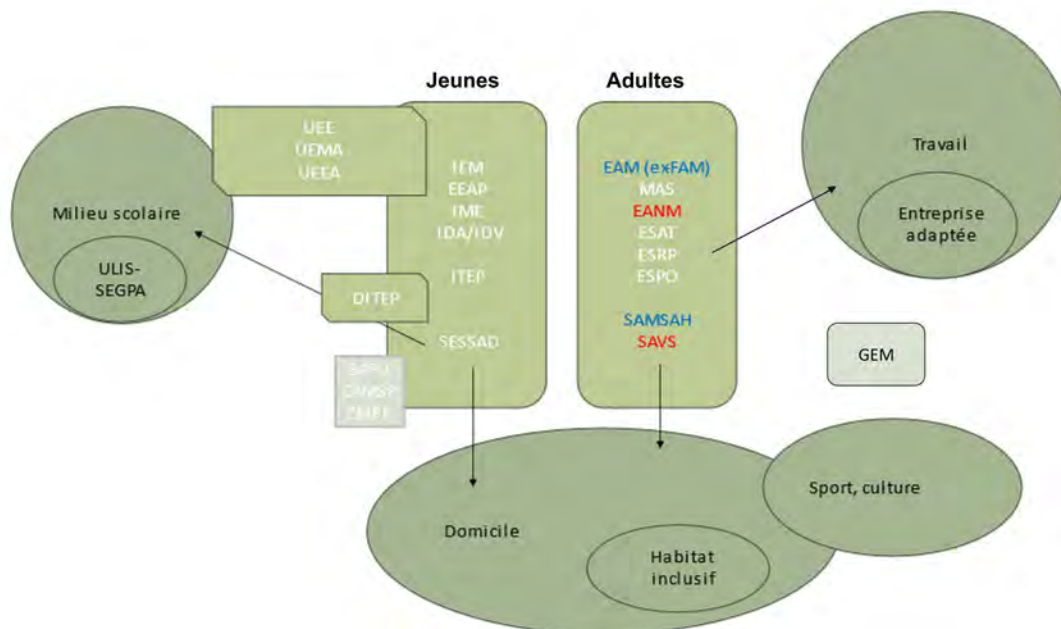 Jeunes
Adultes
UEE
UEMA
UEEA
IEM
EEAP
IME
IDA/IDV
ITEP
DITEP
SESSAD
EAM (exFAM)
MAS
EANM
ESAT
ESRP
ESPO
SAMSAH
SAVS
Milieu scolaire
ULIS-
SEGPA
Travail
Entreprise
adaptée
GEM
Sport, culture
Domicile
Habitat
inclusif